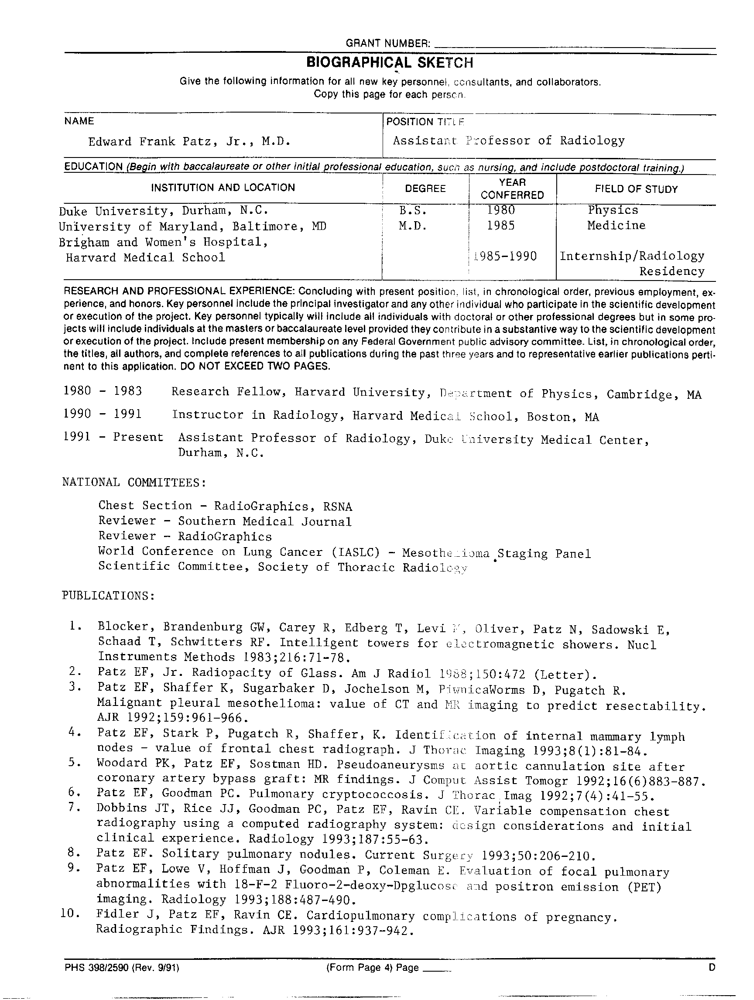 GRANT NUMBER:
BIOGRAPHICAL SKETCH
Give the following information for all new key personnel, consultants, and collaborators.
Copy this page for each person.
NAME
POSITION TITLE
Edward Frank Patz, Jr., M.D.
Assistant Professor of Radiology
EDUCATION (Begin with baccalaureate or other initial professional education, such as nursing, and include postdoctoral training.)
INSTITUTION AND LOCATION DEGREE YEAR CONFERRED FIELD OF STUDY
Duke University, Durham, N.C. B.S. 1980 Physics
University of Maryland, Baltimore, MD M.D. 1985 Medicine
Brigham and Women's Hospital,
Harvard Medical School 1985-1990 Internship/Radiology
Residency
RESEARCH AND PROFESSIONAL EXPERIENCE: Concluding with present position, list, in chronological order, previous employment, ex-
perience, and honors. Key personnel include the principal investigator and any other individual who participate in the scientific development
or execution of the project. Key personnel typically will include all individuals with doctoral or other professional degrees but in some pro-
jects will include individuals at the masters or baccalaureate level provided they contribute in a substantive way to the scientific development
or execution of the project. Include present membership on any Federal Government public advisory committee. List, in chronological order,
the titles, all authors, and complete references to all publications during the past three years and to representative earlier publications perti-
nent to this application. DO NOT EXCEED TWO PAGES.
1980 - 1983 Research Fellow, Harvard University, Department of Physics, Cambridge, MA
1990 - 1991 Instructor in Radiology, Harvard Medical School, Boston, MA
1991 - Present Assistant Professor of Radiology, Duke University Medical Center,
Durham, N.C.
NATIONAL COMMITTEES:
Chest Section - RadioGraphics, RSNA
Reviewer - Southern Medical Journal
Reviewer - RadioGraphics
World Conference on Lung Cancer (IASLC) - Mesothelioma Staging Panel
Scientific Committee, Society of Thoracic Radiology
PUBLICATIONS:
1. Blocker, Brandenburg GW, Carey R, Edberg T, Levi Oliver, Patz N, Sadowski E,
Schaad T, Schwitters RF. Intelligent towers for electromagnetic showers. Nucl
Instruments Methods 1983;216:71-78.
2. Patz EF, Jr. Radiopacity of Glass. Am J Radiol 1988;150:472 (Letter).
3. Patz EF, Shaffer K, Sugarbaker D, Jochelson M, PiwnicaWorms D, Pugatch R.
Malignant pleural mesothelioma: value of CT and MR imaging to predict resectability.
AJR 1992;159:961-966.
4. Patz EF, Stark P, Pugatch R, Shaffer, K. Identification of internal mammary lymph
nodes - value of frontal chest radiograph. J Thorac Imaging 1993;8(1):81-84.
5. Woodard PK, Patz EF, Sostman HD. Pseudoaneurysms at aortic cannulation site after
coronary artery bypass graft: MR findings. J Comput Assist Tomogr 1992;16(6)883-887.
6. Patz EF, Goodman PC. Pulmonary cryptococcosis. J Thorac Imag 1992;7(4):41-55.
7. Dobbins JT, Rice JJ, Goodman PC, Patz EF, Ravin CE. Variable compensation chest
radiography using a computed radiography system: design considerations and initial
clinical experience. Radiology 1993;187:55-63.
8. Patz EF. Solitary pulmonary nodules. Current Surgery 1993;50:206-210.
9. Patz EF, Lowe V, Hoffman J, Goodman P, Coleman E. Evaluation of focal pulmonary
abnormalities with 18-F-2 Fluoro-2-deoxy-Dpglucose and positron emission (PET)
imaging. Radiology 1993;188:487-490.
10. Fidler J, Patz EF, Ravin CE. Cardiopulmonary complications of pregnancy.
Radiographic Findings. AJR 1993;161:937-942.
PHS 398/2590 (Rev. 9/91) (Form Page 4) Page D